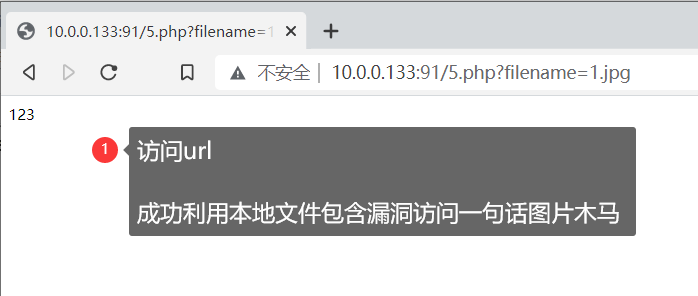 10.0.0.133:91/5.php?filename=1
不安全 | 10.0.0.133:91/5.php?filename=1.jpg
123
1
访问url
成功利用本地文件包含漏洞访问一句话图片木马